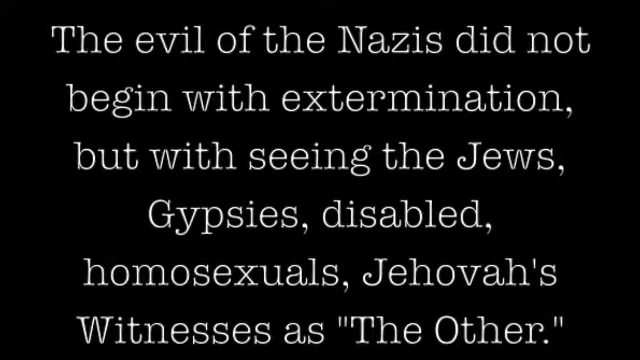 The evil of the Nazis did not
begin with extermination,
but with seeing the Jews,
Gypsies, disabled,
homosexuals, Jehovah's
Witnesses as "The Other."